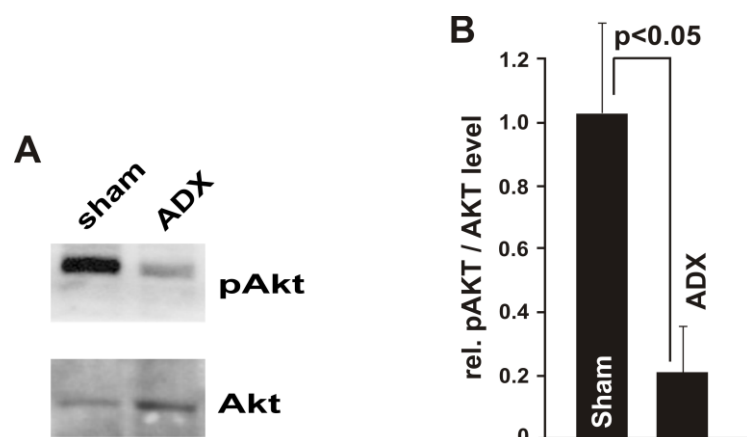 A
sham
ADX
pAkt
Akt
B
p<0.05
rel. pAKT / AKT level
1.2
1.0
0.8
0.6
0.4
0.2
0
Sham
ADX